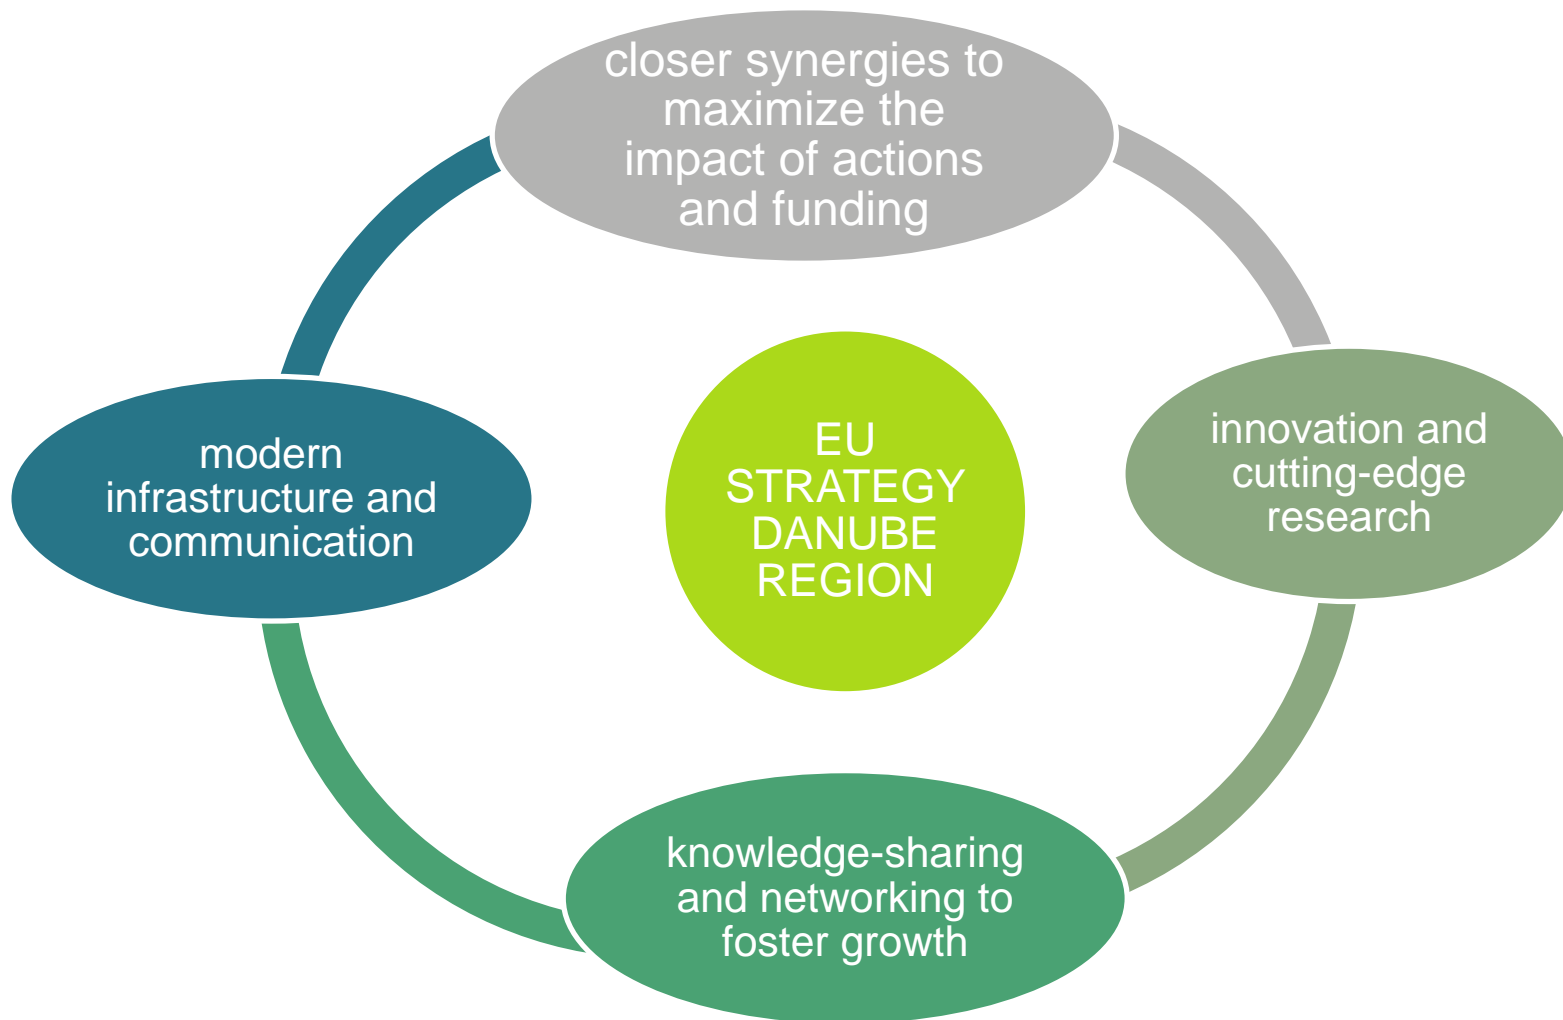 closer synergies to
maximize the
impact of actions
and funding
modern
infrastructure and
communication
EU
STRATEGY
DANUBE
REGION
innovation and
cutting-edge
research
knowledge-sharing
and networking to
foster growth